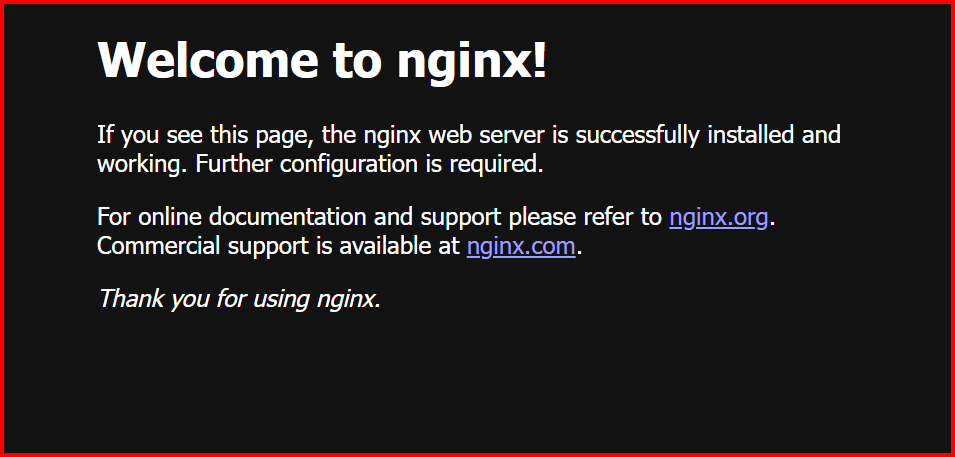 Welcome to nginx!
If you see this page, the nginx web server is successfully installed and
working. Further configuration is required.
For online documentation and support please refer to nginx.org.
Commercial support is available at nginx.com.
Thank you for using nginx.